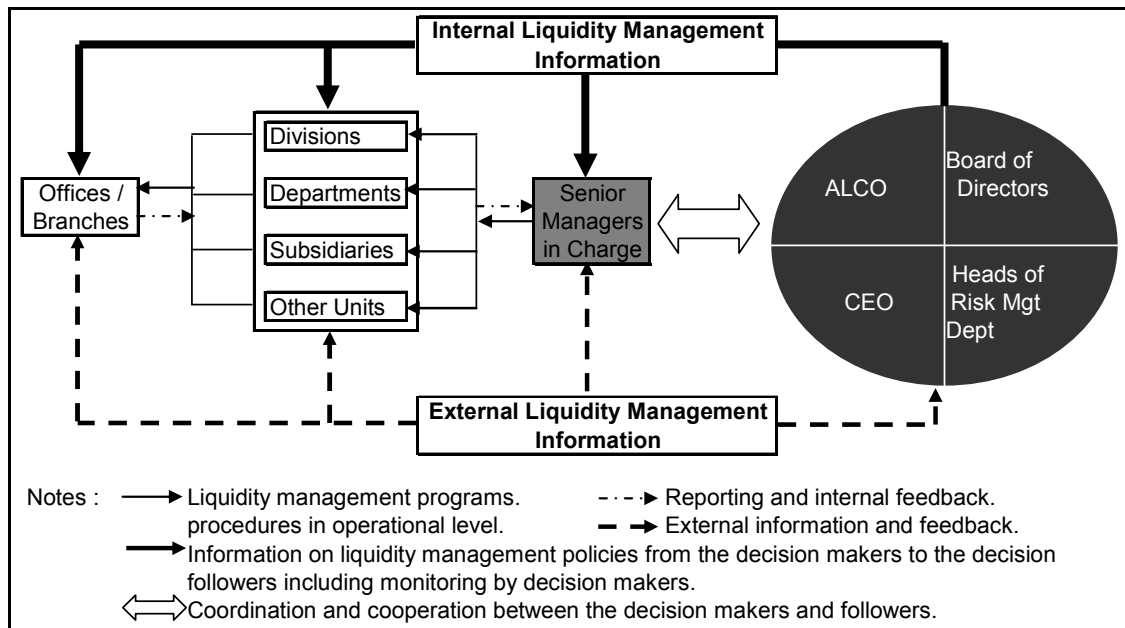 Internal Liquidity Management
Information
Offices /
Branches
Divisions
Departments
Subsidiaries
Other Units
Senior
Managers
in Charge
ALCO
Board of
Directors
CEO
Heads of
Risk Mgt
Dept
External Liquidity Management
Information
Notes :
Liquidity management programs.
procedures in operational level.
Reporting and internal feedback.
External information and feedback.
Information on liquidity management policies from the decision makers to the decision
followers including monitoring by decision makers.
Coordination and cooperation between the decision makers and followers.